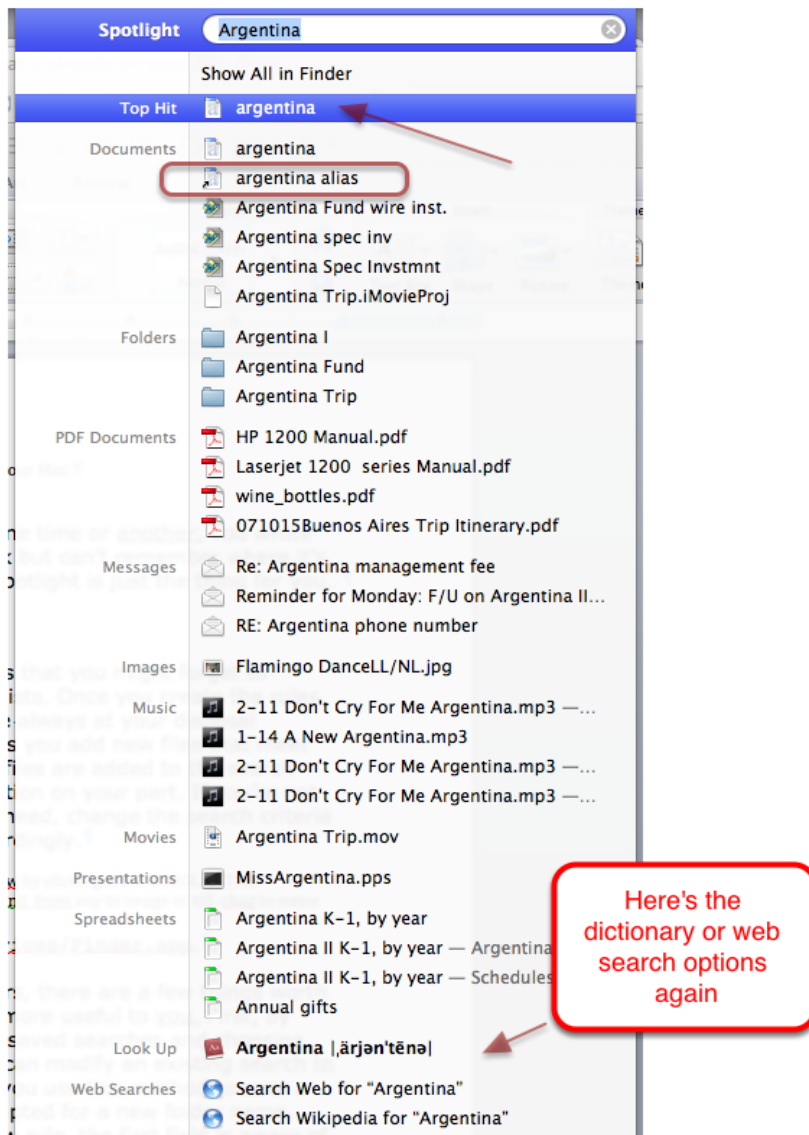 Spotlight Argentina
Show All in Finder
Top Hit argentina
Documents argentina
argentina alias
Argentina Fund wire inst.
Argentina spec inv
Argentina Spec Invstmnt
Argentina Trip.iMovieProj
Folders Argentina I
Argentina Fund
Argentina Trip
PDF Documents HP 1200 Manual.pdf
Laserjet 1200 series Manual.pdf
wine_bottles.pdf
071015Buenos Aires Trip Itinerary.pdf
Messages Re: Argentina management fee
Reminder for Monday: F/U on Argentina II...
RE: Argentina phone number
Images Flamingo DanceLL/NL.jpg
Music 2-11 Don't Cry For Me Argentina.mp3 —...
1-14 A New Argentina.mp3
2-11 Don't Cry For Me Argentina.mp3 —...
2-11 Don't Cry For Me Argentina.mp3 —...
Movies Argentina Trip.mov
Presentations MissArgentina.pps
Spreadsheets Argentina K-1, by year
Argentina II K-1, by year — Argentina
Argentina II K-1, by year — Schedules
Annual gifts
Look Up Argentina |ˌärjənˈtēnə|
Web Searches Search Web for “Argentina”
Search Wikipedia for “Argentina”
Here's the
dictionary or web
search options
again